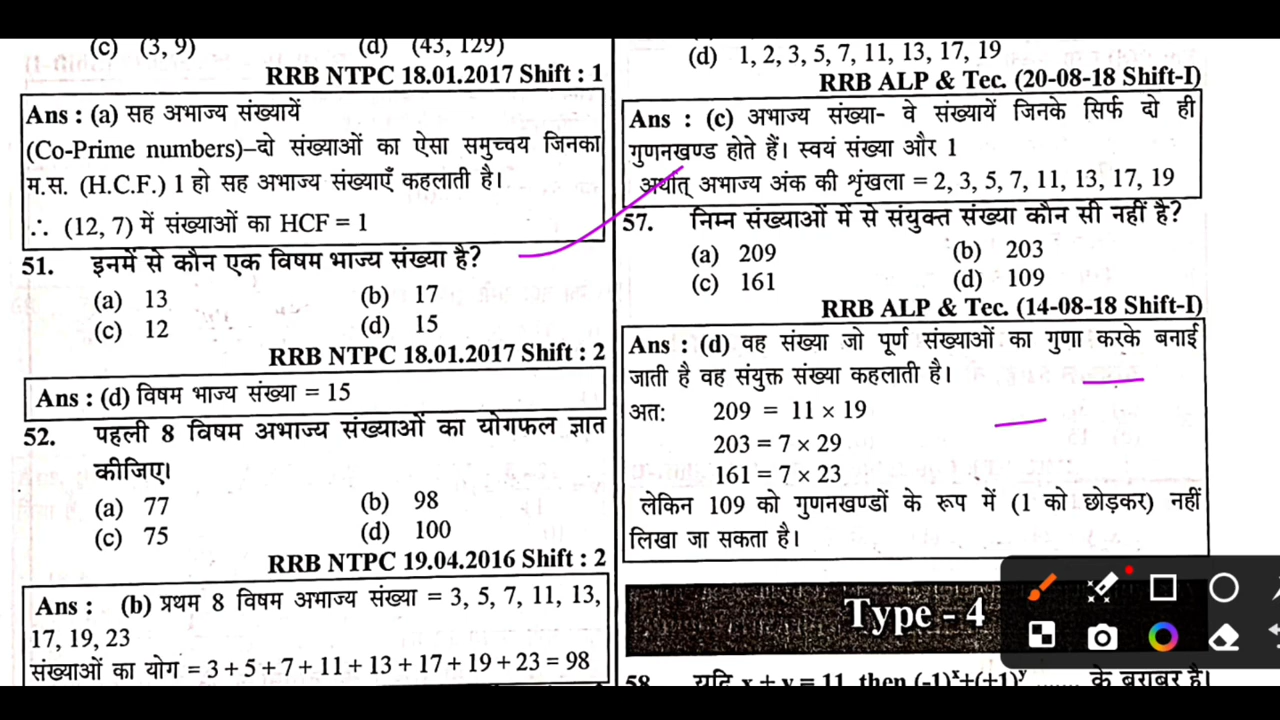 (c) (3, 9) (d) (43, 129)
RRB NTPC 18.01.2017 Shift : 1
Ans : (a) सह अभाज्य संख्यायें
(Co-Prime numbers)–दो संख्याओं का ऐसा समुच्चय जिनका
म.स. (H.C.F.) 1 हो सह अभाज्य संख्याएँ कहलाती है।
∴ (12, 7) में संख्याओं का HCF = 1
51. इनमें से कौन एक विषम भाज्य संख्या है?
(a) 13 (b) 17
(c) 12 (d) 15
RRB NTPC 18.01.2017 Shift : 2
Ans : (d) विषम भाज्य संख्या = 15
52. पहली 8 विषम अभाज्य संख्याओं का योगफल ज्ञात
कीजिए।
(a) 77 (b) 98
(c) 75 (d) 100
RRB NTPC 19.04.2016 Shift : 2
Ans : (b) प्रथम 8 विषम अभाज्य संख्या = 3, 5, 7, 11, 13,
17, 19, 23
संख्याओं का योग = 3 + 5 + 7 + 11 + 13 + 17 + 19 + 23 = 98
(d) 1, 2, 3, 5, 7, 11, 13, 17, 19
RRB ALP & Tec. (20-08-18 Shift-I)
Ans : (c) अभाज्य संख्या- वे संख्यायें जिनके सिर्फ दो ही
गुणनखण्ड होते हैं। स्वयं संख्या और 1
अर्थात् अभाज्य अंक की शृंखला = 2, 3, 5, 7, 11, 13, 17, 19
57. निम्न संख्याओं में से संयुक्त संख्या कौन सी नहीं है?
(a) 209 (b) 203
(c) 161 (d) 109
RRB ALP & Tec. (14-08-18 Shift-I)
Ans : (d) वह संख्या जो पूर्ण संख्याओं का गुणा करके बनाई
जाती है वह संयुक्त संख्या कहलाती है।
अत: 209 = 11 × 19
203 = 7 × 29
161 = 7 × 23
लेकिन 109 को गुणनखण्डों के रूप में (1 को छोड़कर) नहीं
लिखा जा सकता है।
Type - 4
58. यदि x + y = 11, then (-1)ˣ+(+1)ʸ ....... के बराबर है।